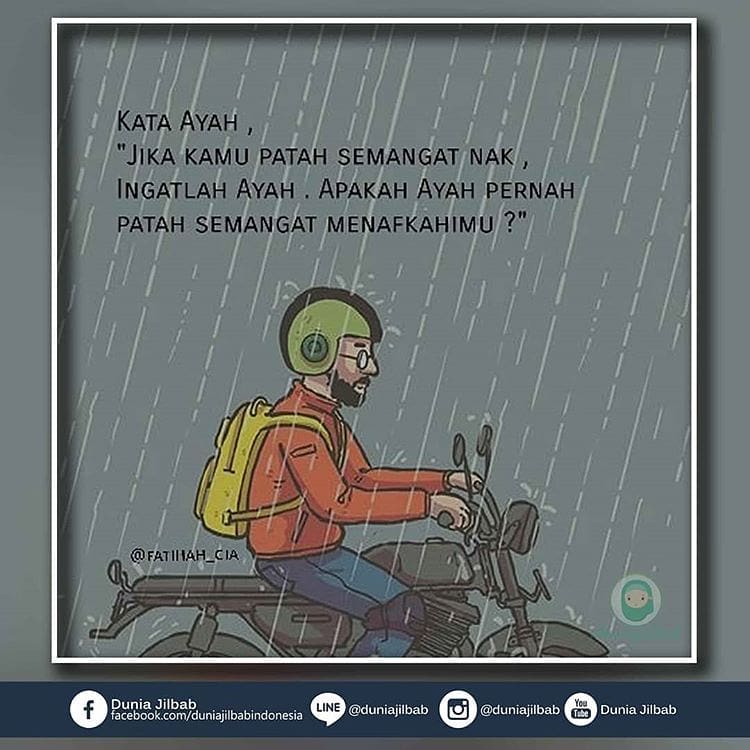 Kata Ayah ,
"Jika kamu patah semangat nak ,
Ingatlah Ayah . Apakah Ayah pernah
patah semangat menafkahimu ?"
@fatihah_cia
Dunia Jilbab
facebook.com/duniajilbabindonesia
LINE
@duniajilbab
@duniajilbab
You
Tube
Dunia Jilbab